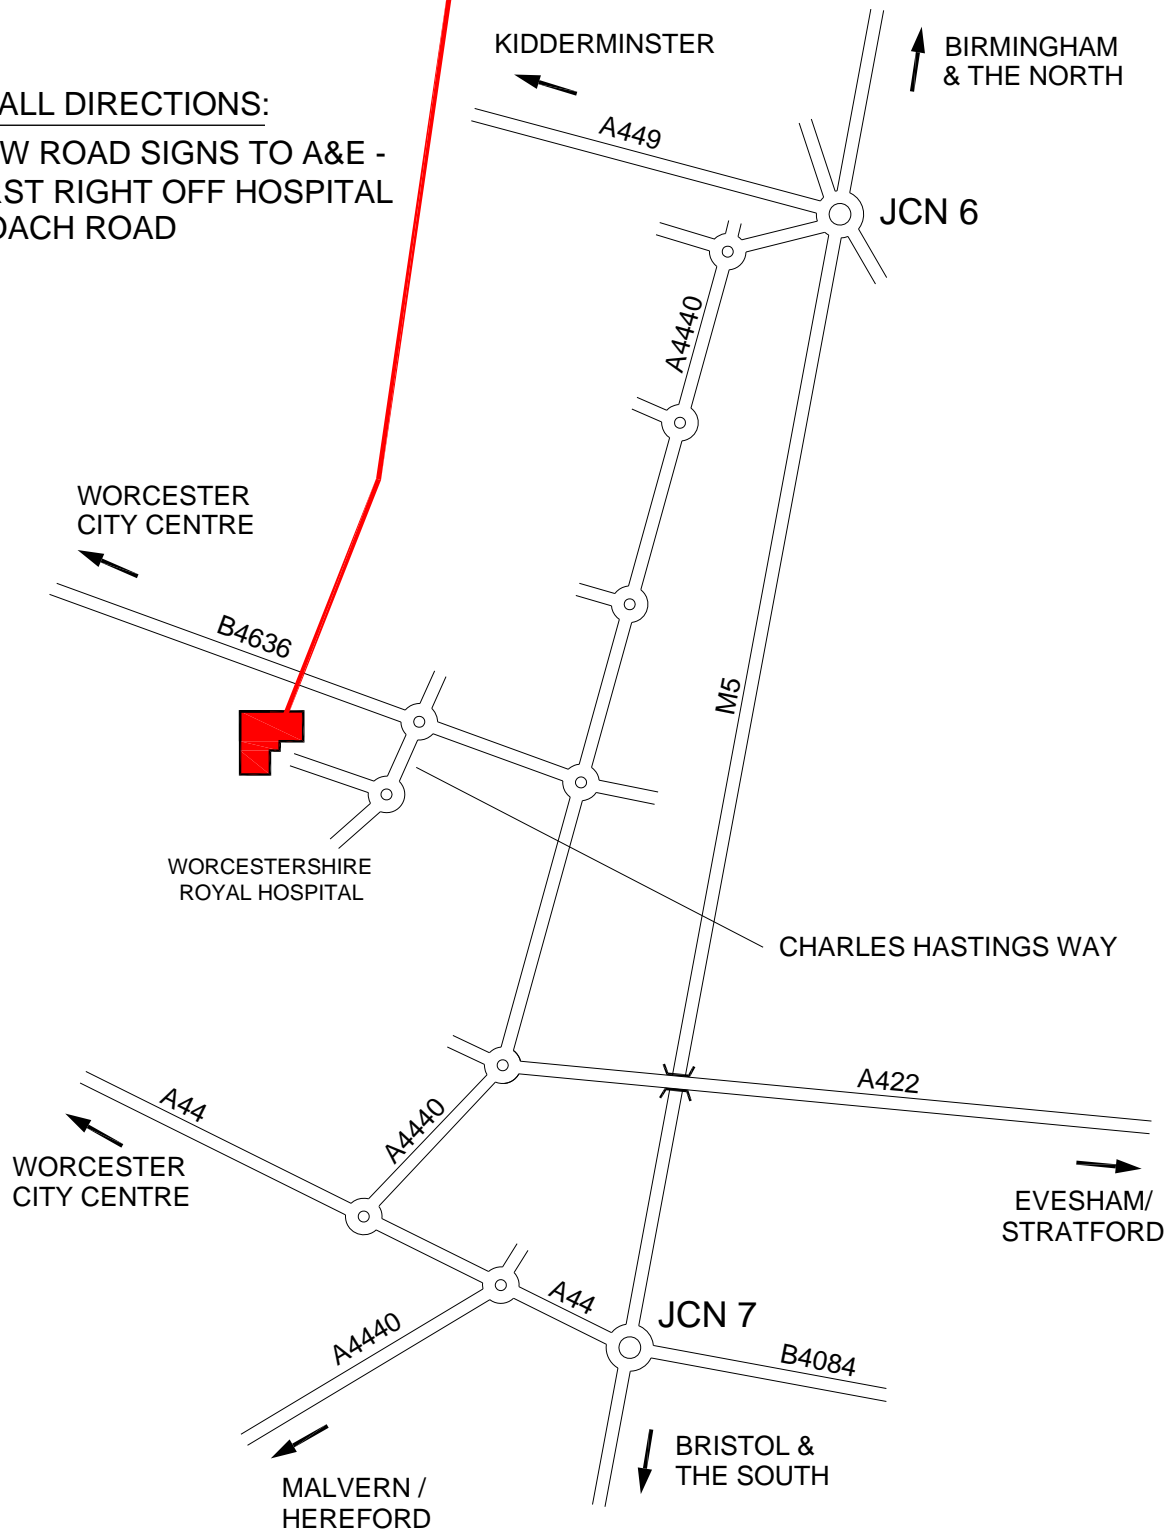 KIDDERMINSTER
BIRMINGHAM
& THE NORTH
ALL DIRECTIONS:
W ROAD SIGNS TO A&E -
RST RIGHT OFF HOSPITAL
OACH ROAD
A449
JCN 6
A4440
WORCESTER
CITY CENTRE
B4636
M5
WORCESTERSHIRE
ROYAL HOSPITAL
CHARLES HASTINGS WAY
A422
A44
A4440
WORCESTER
CITY CENTRE
EVESHAM/
STRATFORD
A44
JCN 7
A4440
B4084
BRISTOL &
THE SOUTH
MALVERN /
HEREFORD